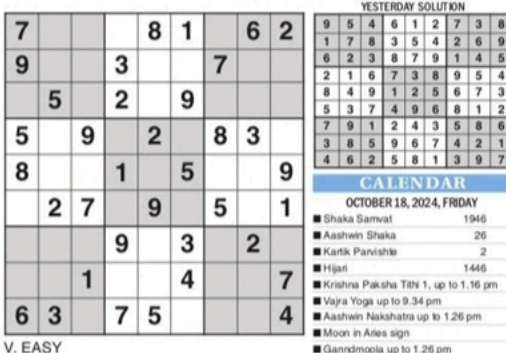 7 8 1 6 2
9 3 7
5 2 9
5 9 2 8 3
8 1 5 9
2 7 9 5 1
9 3 2
1 4 7
6 3 7 5 4
V. EASY
YESTERDAY SOLUTION
9 5 4 6 1 2 7 3 8
1 7 8 3 5 4 2 6 9
6 2 3 8 7 9 1 4 5
2 1 6 7 3 8 9 5 4
8 4 9 1 2 5 6 7 3
5 3 7 4 9 6 8 1 2
7 9 1 2 4 3 5 8 6
3 8 5 9 6 7 4 2 1
4 6 2 5 8 1 3 9 7
CALENDAR
OCTOBER 18, 2024, FRIDAY
■ Shaka Samvat 1946
■ Aashwin Shaka 26
■ Kartik Parvishte 2
■ Hijari 1446
■ Krishna Paksha Tithi 1, up to 1.16 pm
■ Vajra Yoga up to 9.34 pm
■ Aashwin Nakshatra up to 1.26 pm
■ Moon in Aries sign
■ Ganndmoola up to 1.26 pm